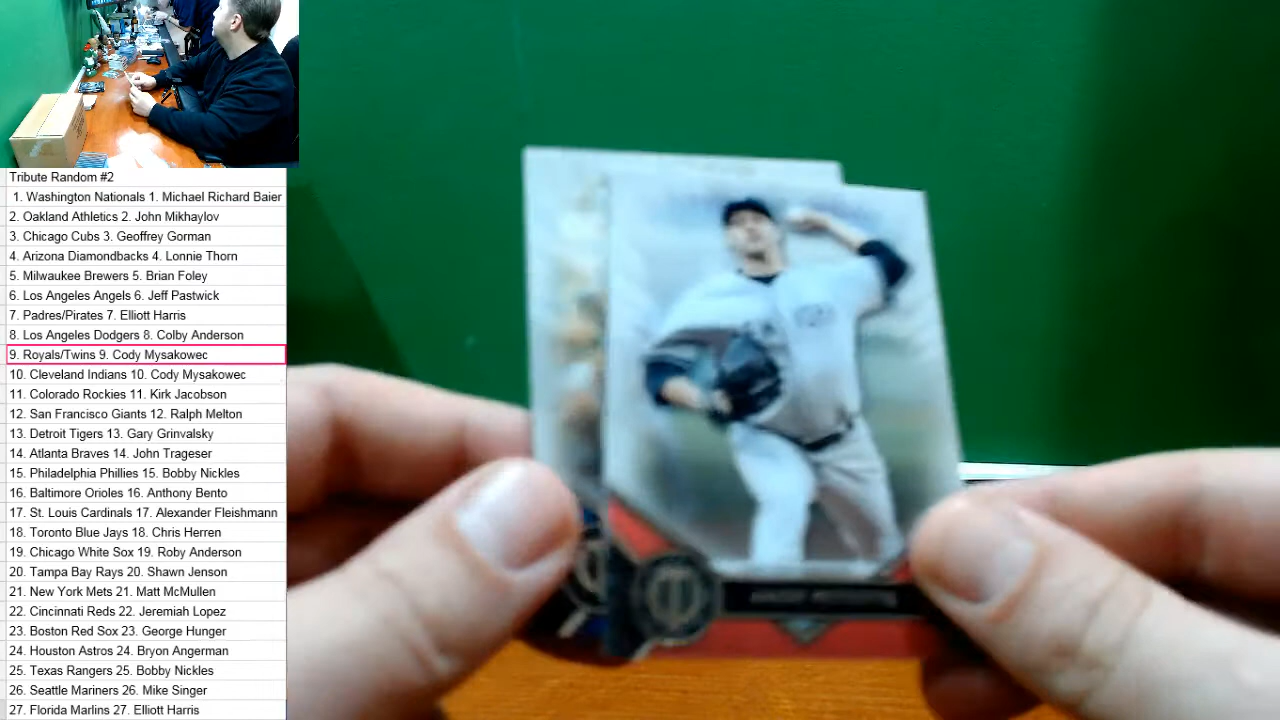 Tribute Random #2
1. Washington Nationals 1. Michael Richard Baier
2. Oakland Athletics 2. John Mikhaylov
3. Chicago Cubs 3. Geoffrey Gorman
4. Arizona Diamondbacks 4. Lonnie Thorn
5. Milwaukee Brewers 5. Brian Foley
6. Los Angeles Angels 6. Jeff Pastwick
7. Padres/Pirates 7. Elliott Harris
8. Los Angeles Dodgers 8. Colby Anderson
9. Royals/Twins 9. Cody Mysakowec
10. Cleveland Indians 10. Cody Mysakowec
11. Colorado Rockies 11. Kirk Jacobson
12. San Francisco Giants 12. Ralph Melton
13. Detroit Tigers 13. Gary Grinvalsky
14. Atlanta Braves 14. John Trageser
15. Philadelphia Phillies 15. Bobby Nickles
16. Baltimore Orioles 16. Anthony Bento
17. St. Louis Cardinals 17. Alexander Fleishmann
18. Toronto Blue Jays 18. Chris Herren
19. Chicago White Sox 19. Roby Anderson
20. Tampa Bay Rays 20. Shawn Jenson
21. New York Mets 21. Matt McMullen
22. Cincinnati Reds 22. Jeremiah Lopez
23. Boston Red Sox 23. George Hunger
24. Houston Astros 24. Bryon Angerman
25. Texas Rangers 25. Bobby Nickles
26. Seattle Mariners 26. Mike Singer
27. Florida Marlins 27. Elliott Harris